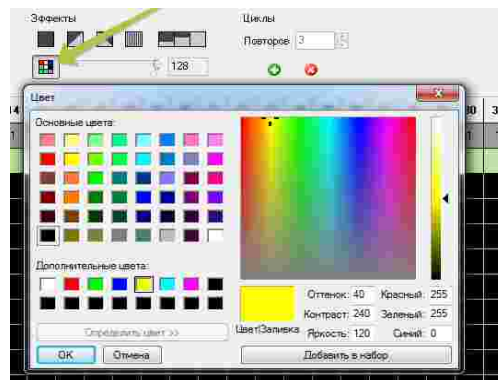 Эффекты
Циклы
Повторов 3
128
Цвет
Основные цвета:
Дополнительные цвета:
Определить цвет >>
ОК Отмена
Цвет|Заливка
Оттенок: 40 Красный: 255
Контраст: 240 Зеленый: 255
Яркость: 120 Синий: 0
Добавить в набор